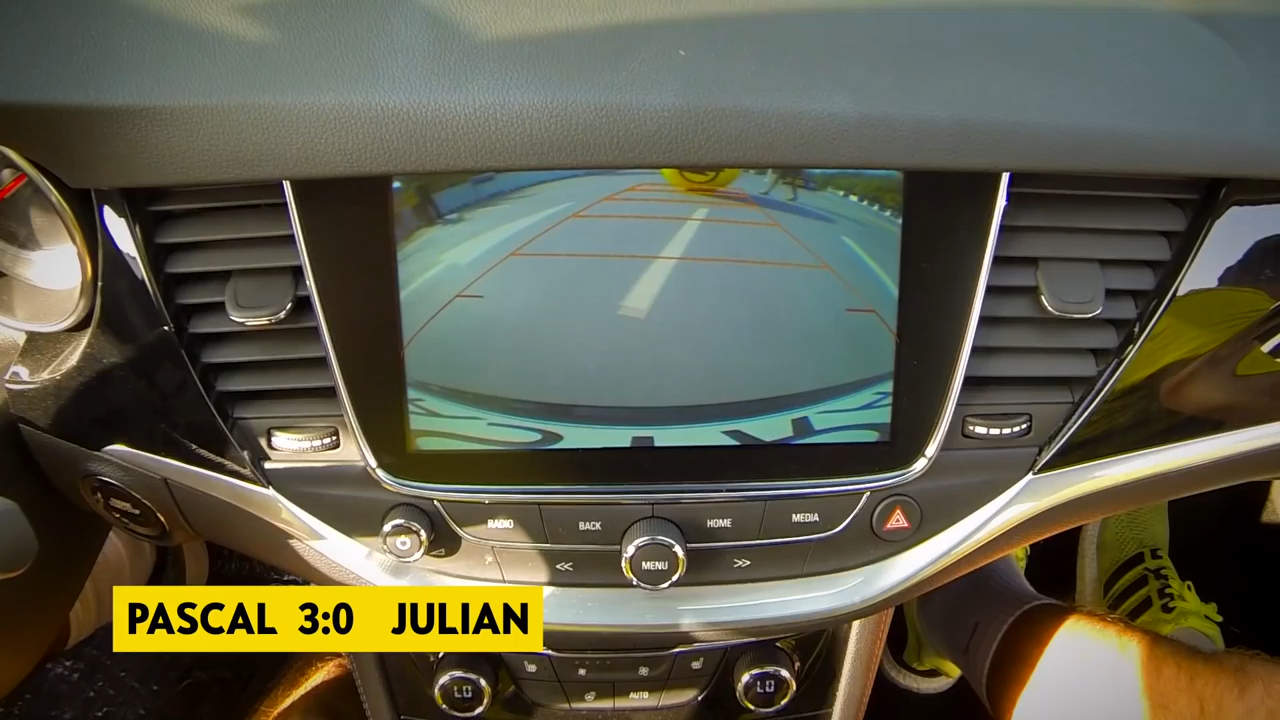 RADIO BACK HOME MEDIA
<< MENU >>
PASCAL 3:0 JULIAN
LO AUTO LO